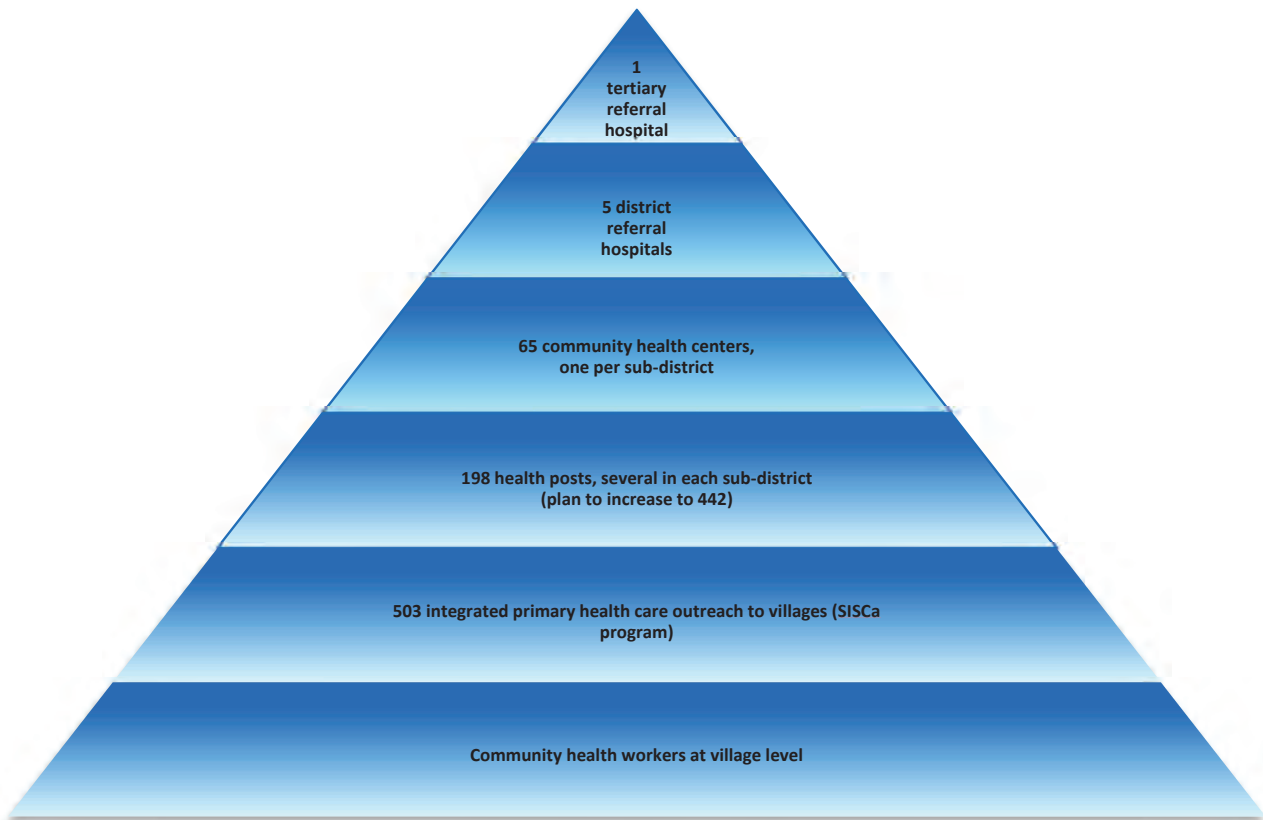 1
tertiary
referral
hospital
5 district
referral
hospitals
65 community health centers,
one per sub-district
198 health posts, several in each sub-district
(plan to increase to 442)
503 integrated primary health care outreach to villages (SISCa
program)
Community health workers at village level